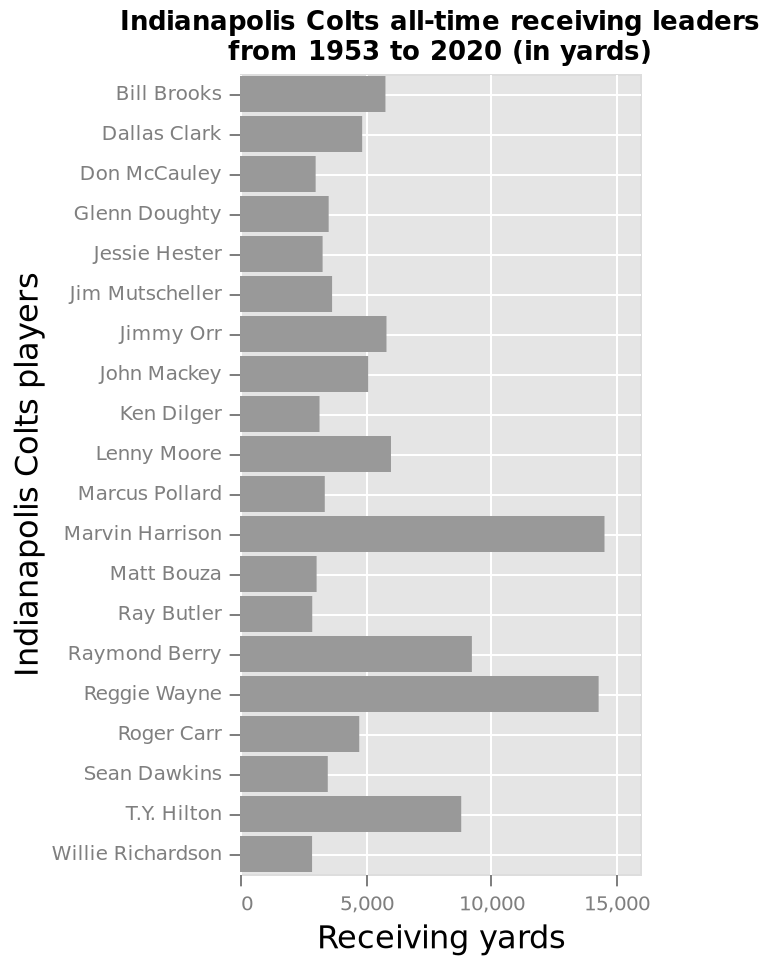 Indianapolis Colts all-time receiving leaders
from 1953 to 2020 (in yards)
Indianapolis Colts players
Bill Brooks
Dallas Clark
Don McCauley
Glenn Doughty
Jessie Hester
Jim Mutscheller
Jimmy Orr
John Mackey
Ken Dilger
Lenny Moore
Marcus Pollard
Marvin Harrison
Matt Bouza
Ray Butler
Raymond Berry
Reggie Wayne
Roger Carr
Sean Dawkins
T.Y. Hilton
Willie Richardson
0 5,000 10,000 15,000
Receiving yards